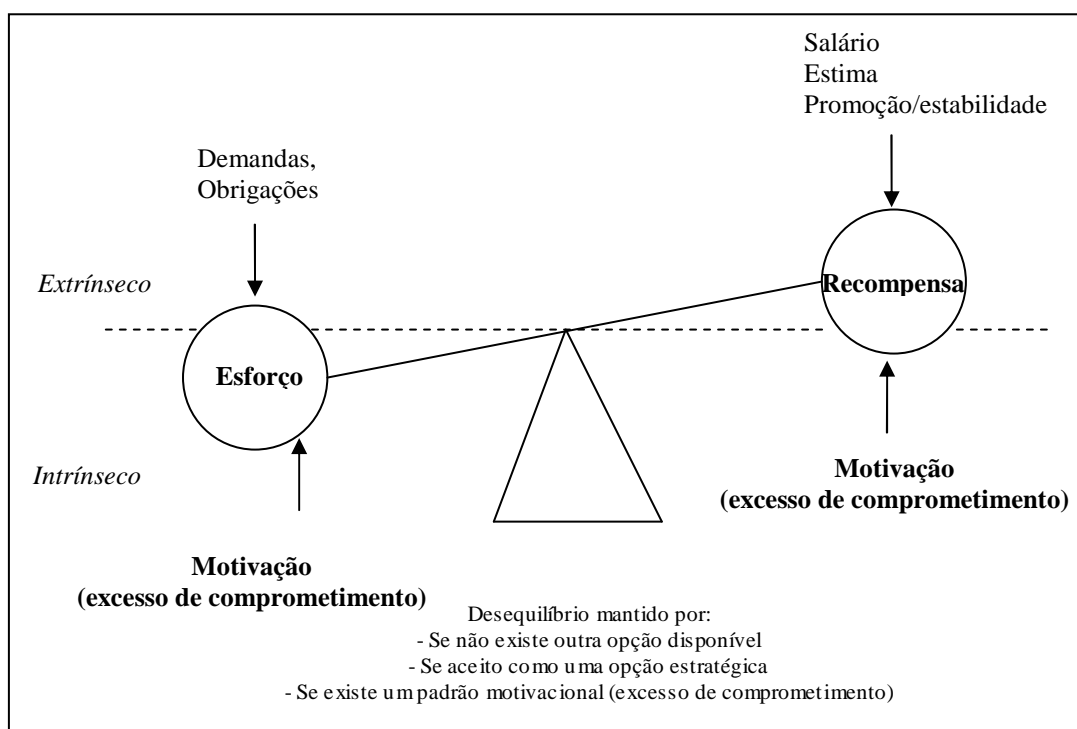 Salário
Estima
Promoção/estabilidade
Demandas,
Obrigações
Extrínseco
Recompensa
Esforço
Intrínseco
Motivação
(excesso de comprometimento)
Motivação
(excesso de comprometimento)
Desequilíbrio mantido por:
- Se não existe outra opção disponível
- Se aceito como uma opção estratégica
- Se existe um padrão motivacional (excesso de comprometimento)